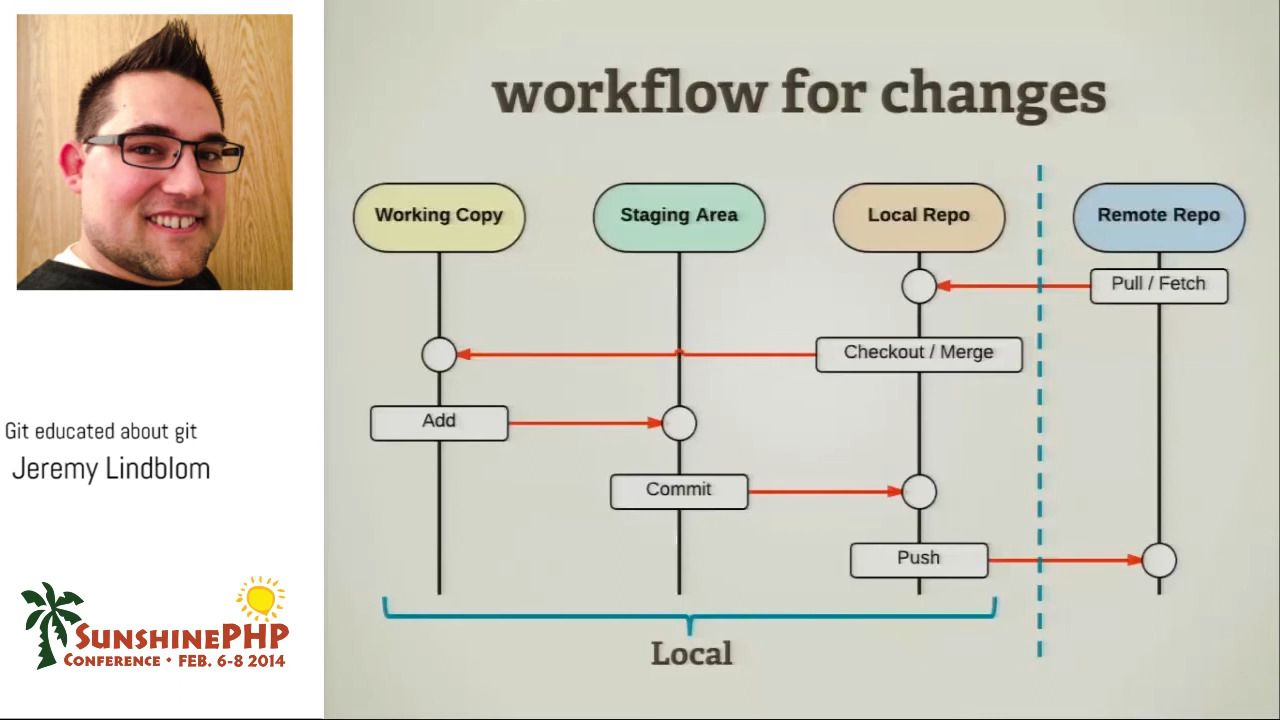 workflow for changes
Working Copy
Staging Area
Local Repo
Remote Repo
Pull / Fetch
Checkout / Merge
Add
Commit
Push
Local
Git educated about git
Jeremy Lindblom
SUNSHINEPHP
CONFERENCE • FEB. 6-8 2014